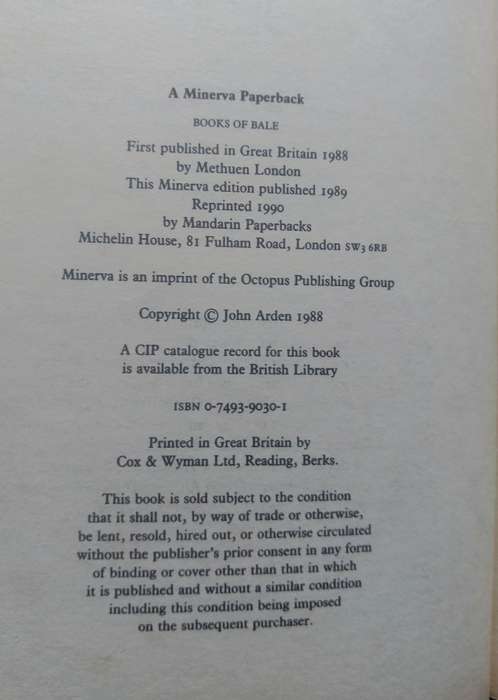 A Minerva Paperback
BOOKS OF BALE
First published in Great Britain 1988
by Methuen London
This Minerva edition published 1989
Reprinted 1990
by Mandarin Paperbacks
Michelin House, 81 Fulham Road, London SW3 6RB
Minerva is an imprint of the Octopus Publishing Group
Copyright © John Arden 1988
A CIP catalogue record for this book
is available from the British Library
ISBN 0-7493-9030-1
Printed in Great Britain by
Cox & Wyman Ltd, Reading, Berks.
This book is sold subject to the condition
that it shall not, by way of trade or otherwise,
be lent, resold, hired out, or otherwise circulated
without the publisher's prior consent in any form
of binding or cover other than that in which
it is published and without a similar condition
including this condition being imposed
on the subsequent purchaser.